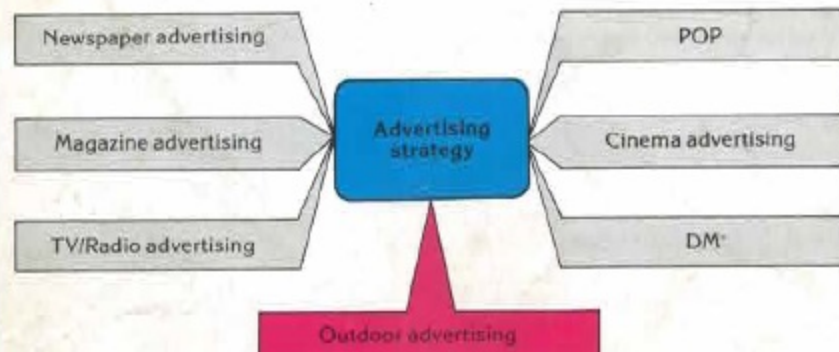 Newspaper advertising
POP
Advertising
strategy
Magazine advertising
Cinema advertising
TV/Radio advertising
DM*
Outdoor advertising